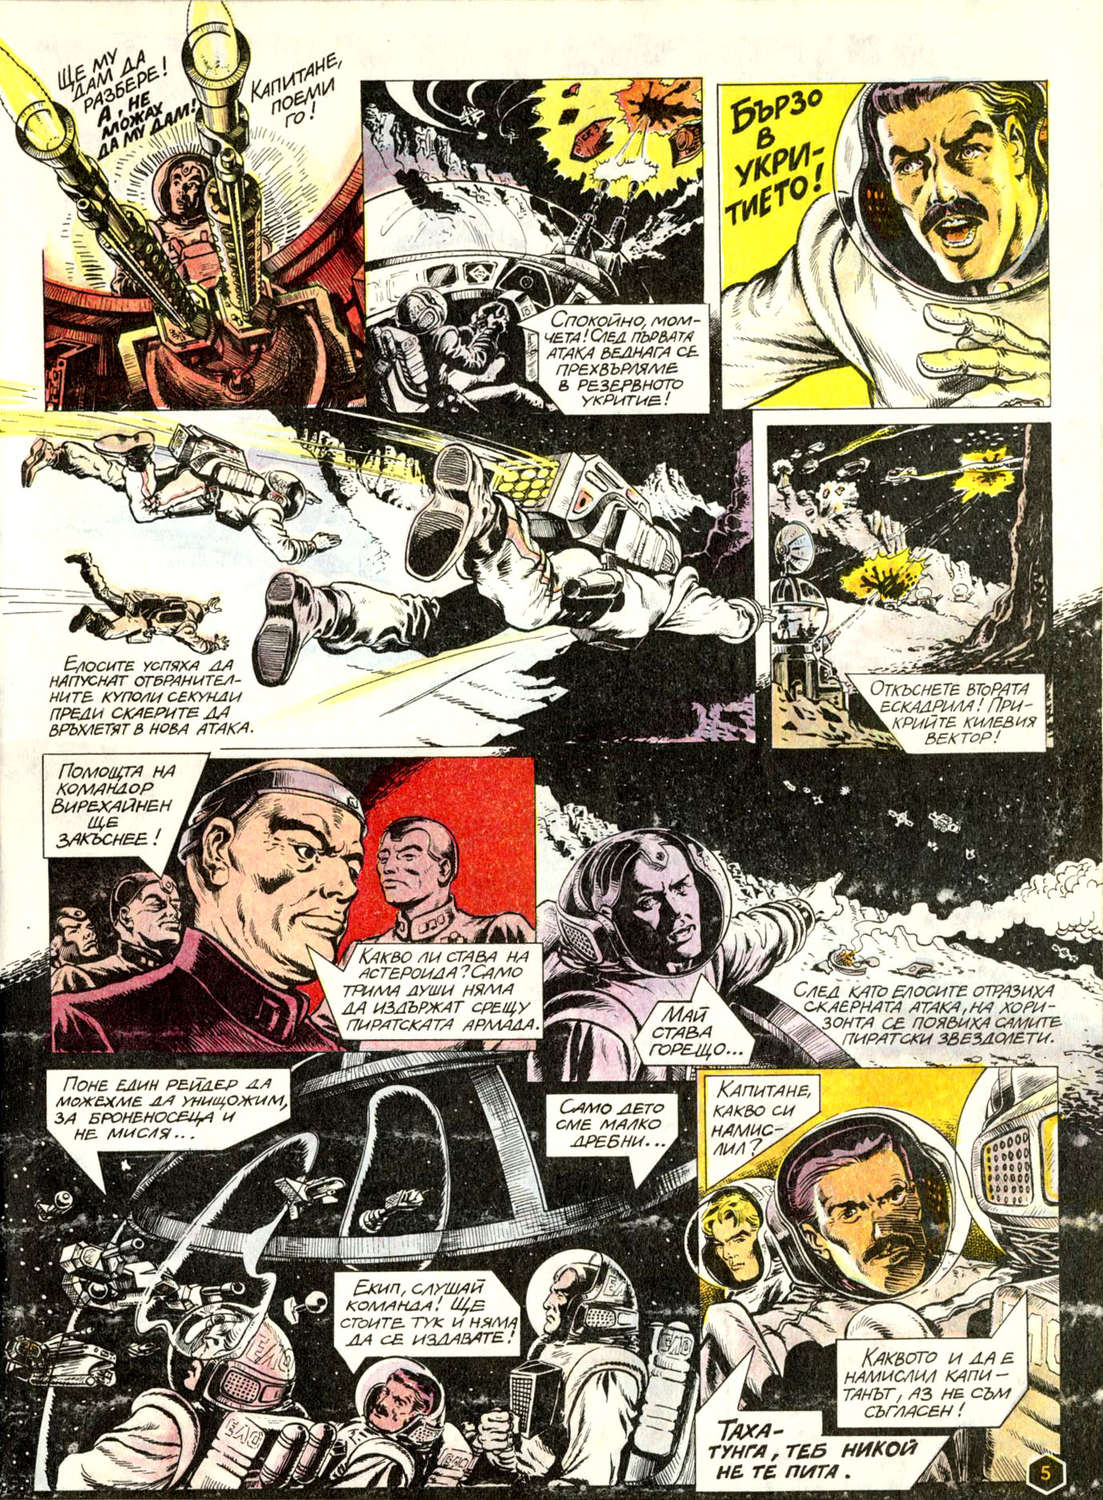 ЩЕ МУ
ДАМ ДА
РАЗБЕРЕ!
А, НЕ
МОЖАХ
ДА МУ ДАМ!
КАПИТАНЕ,
ПОЕМИ
ГО!
СПОКОЙНО, МОМ-
ЧЕТА! СЛЕД ПЪРВАТА
АТАКА ВЕДНАГА СЕ
ПРЕХВЪРЛЯМЕ
В РЕЗЕРВНОТО
УКРИТИЕ!
БЪРЗО
В
УКРИ-
ТИЕТО!
ЕЛОСИТЕ УСПЯХА ДА
НАПУСНАТ ОТБРАНИТЕЛ-
НИТЕ КУПОЛИ СЕКУНДИ
ПРЕДИ СКАЕРИТЕ ДА
ВРЪХЛЕТЯТ В НОВА АТАКА.
ОТКЪСНЕТЕ ВТОРАТА
ЕСКАДРИЛА! ПРИ-
КРИЙТЕ КИЛЕВИЯ
ВЕКТОР!
ПОМОЩТА НА
КОМАНДОР
ВИРЕХАЙНЕН
ЩЕ
ЗАКЪСНЕЕ!
КАКВО ЛИ СТАВА НА
АСТЕРОИДА? САМО
ТРИМА ДУШИ НЯМА
ДА ИЗДЪРЖАТ СРЕЩУ
ПИРАТСКАТА АРМАДА.
МАЙ
СТАВА
ГОРЕЩО...
СЛЕД КАТО ЕЛОСИТЕ ОТРАЗИХА
СКАЕРНАТА АТАКА, НА ХОРИ-
ЗОНТА СЕ ПОЯВИХА САМИТЕ
ПИРАТСКИ ЗВЕЗДОЛЕТИ.
ПОНЕ ЕДИН РЕЙДЕР ДА
МОЖЕХМЕ ДА УНИЩОЖИМ,
ЗА БРОНЕНОСЕЦА И
НЕ МИСЛЯ...
САМО ДЕТО
СМЕ МАЛКО
ДРЕБНИ...
ЕКИП, СЛУШАЙ
КОМАНДА! ЩЕ
СТОИТЕ ТУК И НЯМА
ДА СЕ ИЗДАВАТЕ!
ЕЛО
ЕЛО
ЕЛО
КАПИТАНЕ,
КАКВО СИ
НАМИС-
ЛИЛ?
КАКВОТО И ДА Е
НАМИСЛИЛ КАПИ-
ТАНЪТ, АЗ НЕ СЪМ
СЪГЛАСЕН!
ТАХА-
ТУНГА, ТЕБ НИКОЙ
НЕ ТЕ ПИТА.
5